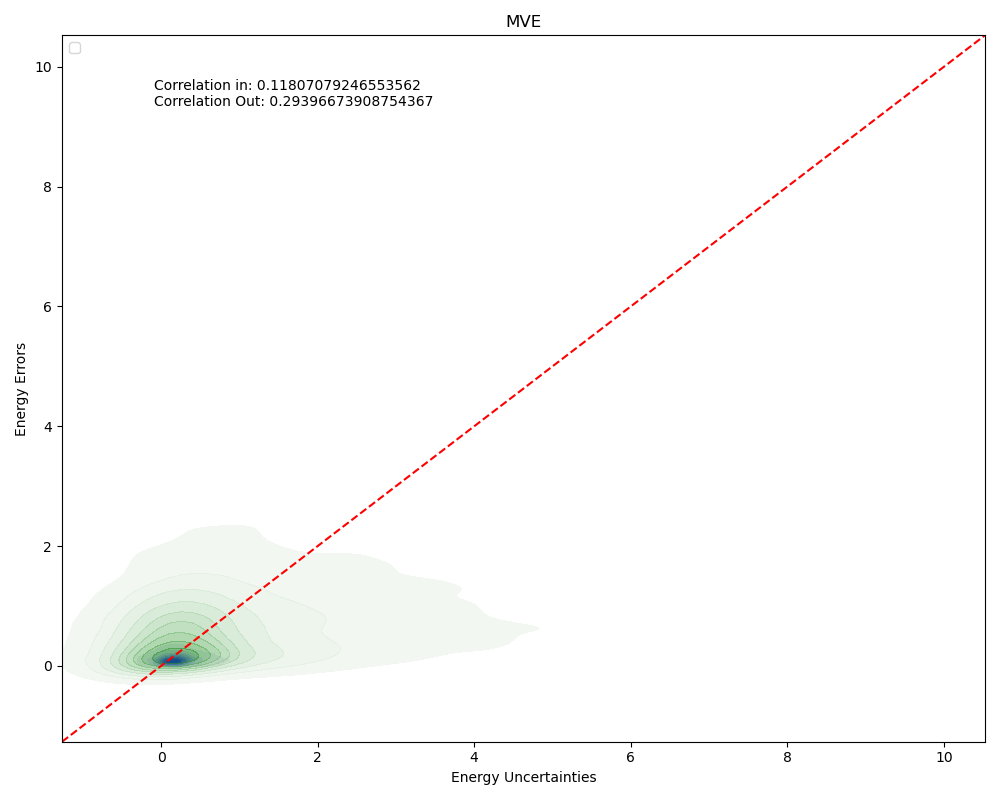 MVE
Correlation in: 0.11807079246553562
Correlation Out: 0.29396673908754367
10
8
6
4
2
0
Energy Errors
0 2 4 6 8 10
Energy Uncertainties